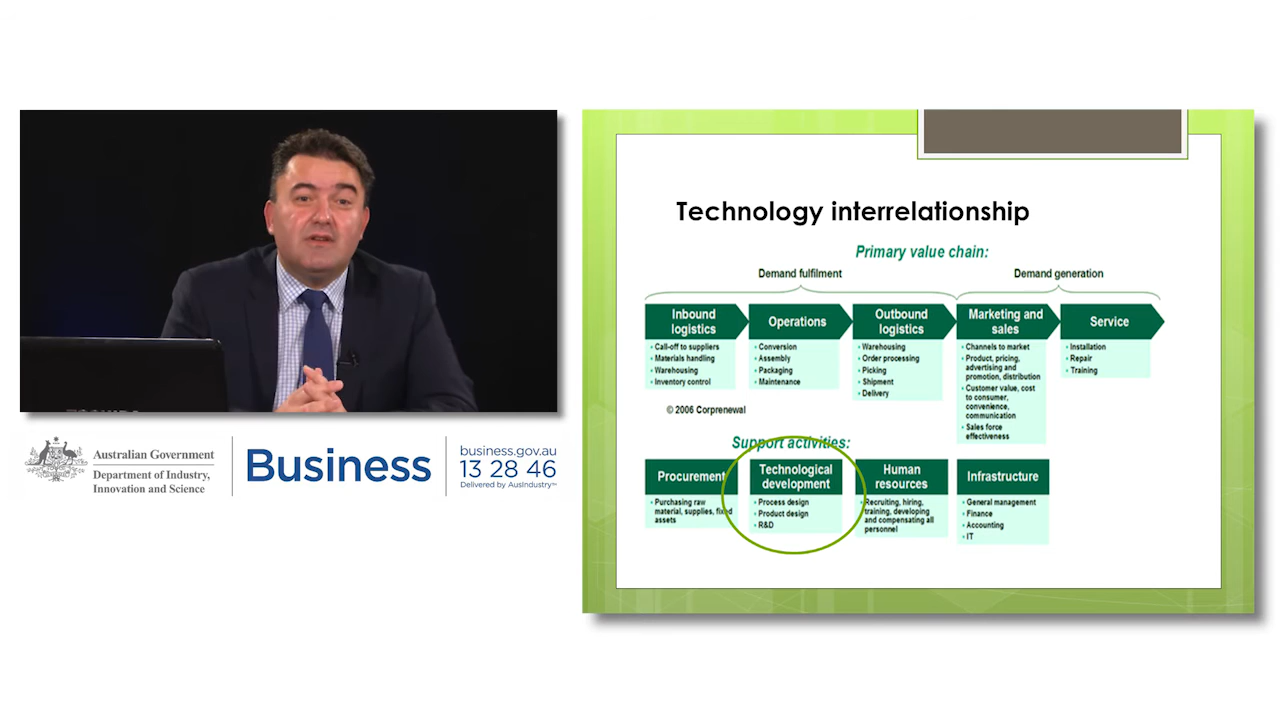 Australian Government
Department of Industry,
Innovation and Science
Business
business.gov.au
13 28 46
Delivered by AusIndustry™
Technology interrelationship
Primary value chain:
Demand fulfilment
Demand generation
Inbound
logistics
• Call-off to suppliers
• Materials handling
• Warehousing
• Inventory control
Operations
• Conversion
• Assembly
• Packaging
• Maintenance
Outbound
logistics
• Warehousing
• Order processing
• Picking
• Shipment
• Delivery
Marketing and
sales
• Channels to market
• Product, pricing,
advertising and
promotion, distribution
• Customer value, cost
to consumer,
convenience,
communication
• Sales force
effectiveness
Service
• Installation
• Repair
• Training
© 2006 Corprenewal
Support activities:
Procurement
• Purchasing raw
material, supplies, fixed
assets
Technological
development
• Process design
• Product design
• R&D
Human
resources
• Recruiting, hiring,
training, developing
and compensating all
personnel
Infrastructure
• General management
• Finance
• Accounting
• IT